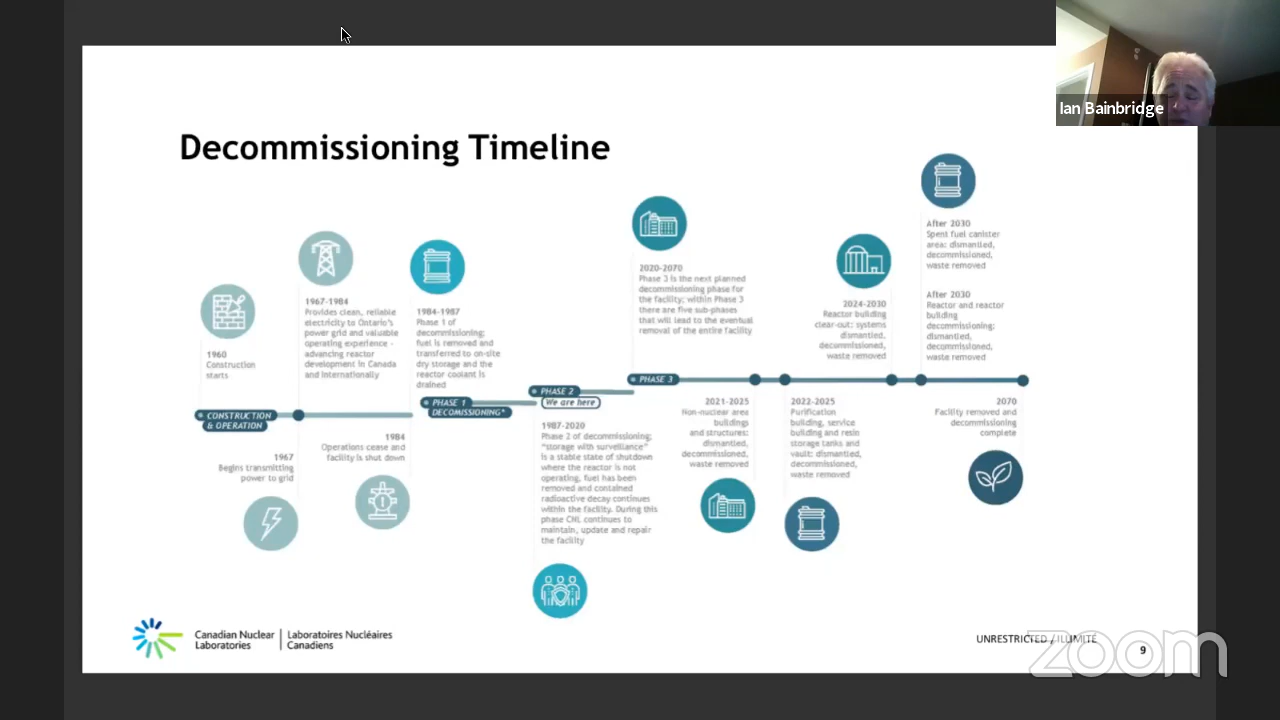 Ian Bainbridge
Decommissioning Timeline
1960
Construction
starts
1967-1984
Provides clean, reliable
electricity to Ontario's
power grid and valuable
operating experience -
advancing reactor
development in Canada
and internationally
1984-1987
Phase 1 of
decommissioning;
fuel is removed and
transferred to on-site
dry storage and the
reactor coolant is
drained
2020-2070
Phase 3 is the next planned
decommissioning phase for
the facility; within Phase 3
there are five sub-phases
that will lead to the eventual
removal of the entire facility
2024-2030
Reactor building
clear-out: systems
dismantled,
decommissioned,
waste removed
After 2030
Spent fuel canister
area: dismantled,
decommissioned,
waste removed
After 2030
Reactor and reactor
building
decommissioning:
dismantled,
decommissioned,
waste removed
CONSTRUCTION
& OPERATION
PHASE 1
DECOMISSIONING*
PHASE 2
We are here
PHASE 3
1967
Begins transmitting
power to grid
1984
Operations cease and
facility is shut down
1987-2020
Phase 2 of decommissioning;
"storage with surveillance"
is a stable state of shutdown
where the reactor is not
operating, fuel has been
removed and contained
radioactive decay continues
within the facility. During this
phase CNL continues to
maintain, update and repair
the facility
2021-2025
Non-nuclear area
buildings
and structures:
dismantled,
decommissioned,
waste removed
2022-2025
Purification
building, service
building and resin
storage tanks and
vault: dismantled,
decommissioned,
waste removed
2070
Facility removed and
decommissioning
complete
Canadian Nuclear
Laboratories
Laboratoires Nucléaires
Canadiens
UNRESTRICTED / ILLIMITÉ
9
zoom